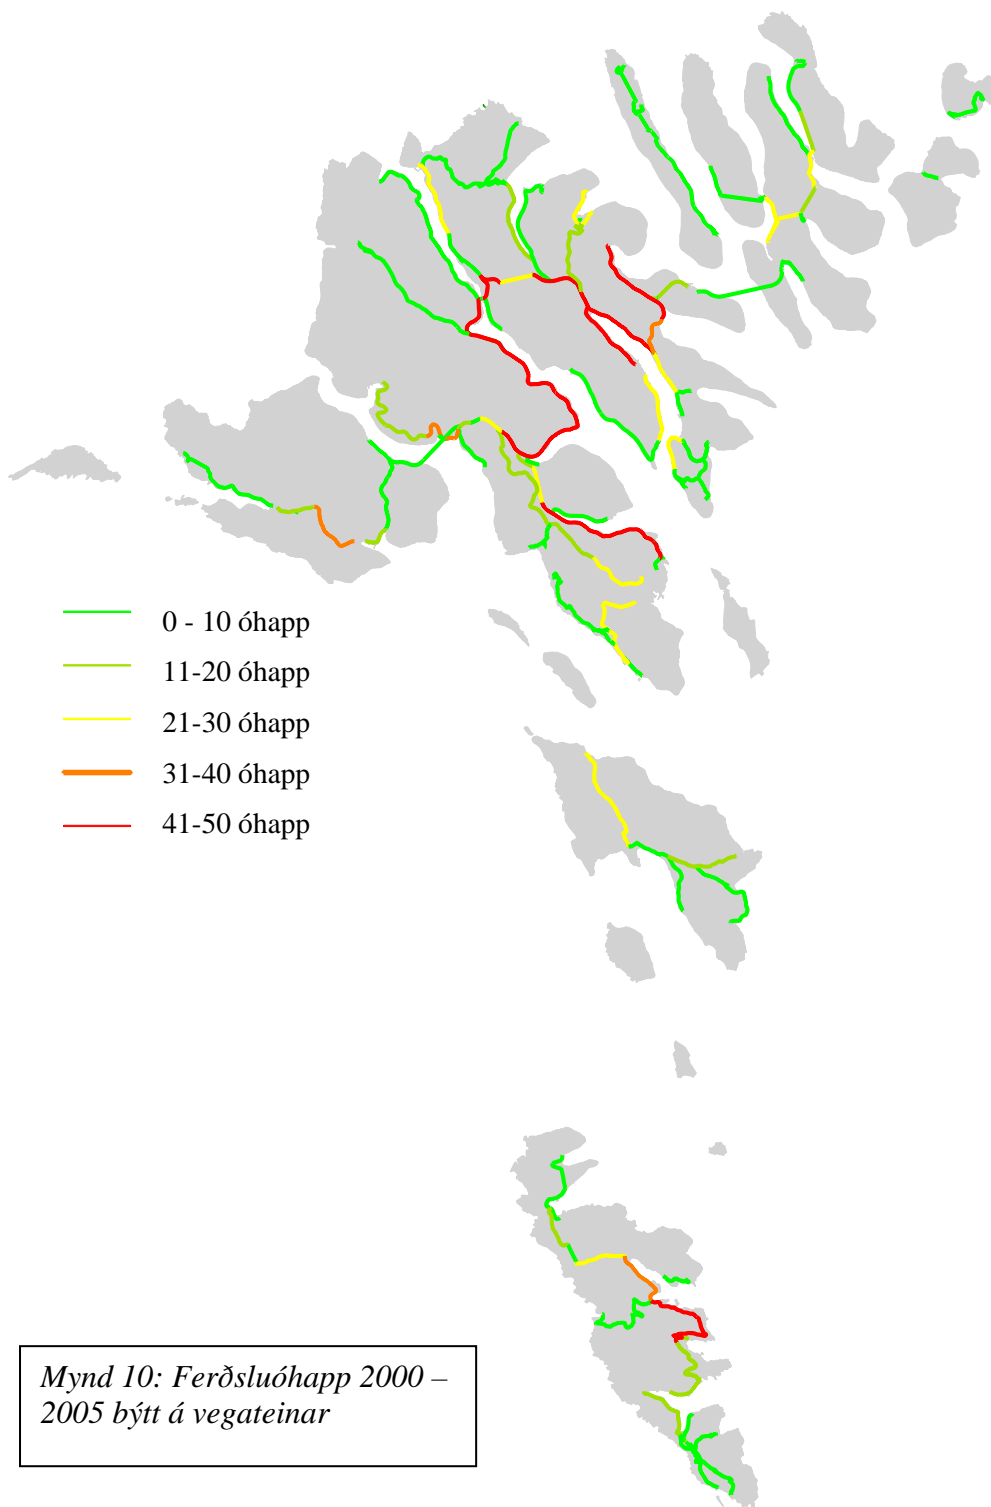 0 - 10 óhapp
11-20 óhapp
21-30 óhapp
31-40 óhapp
41-50 óhapp
Mynd 10: Ferðsluóhapp 2000 –
2005 býtt á vegateinar